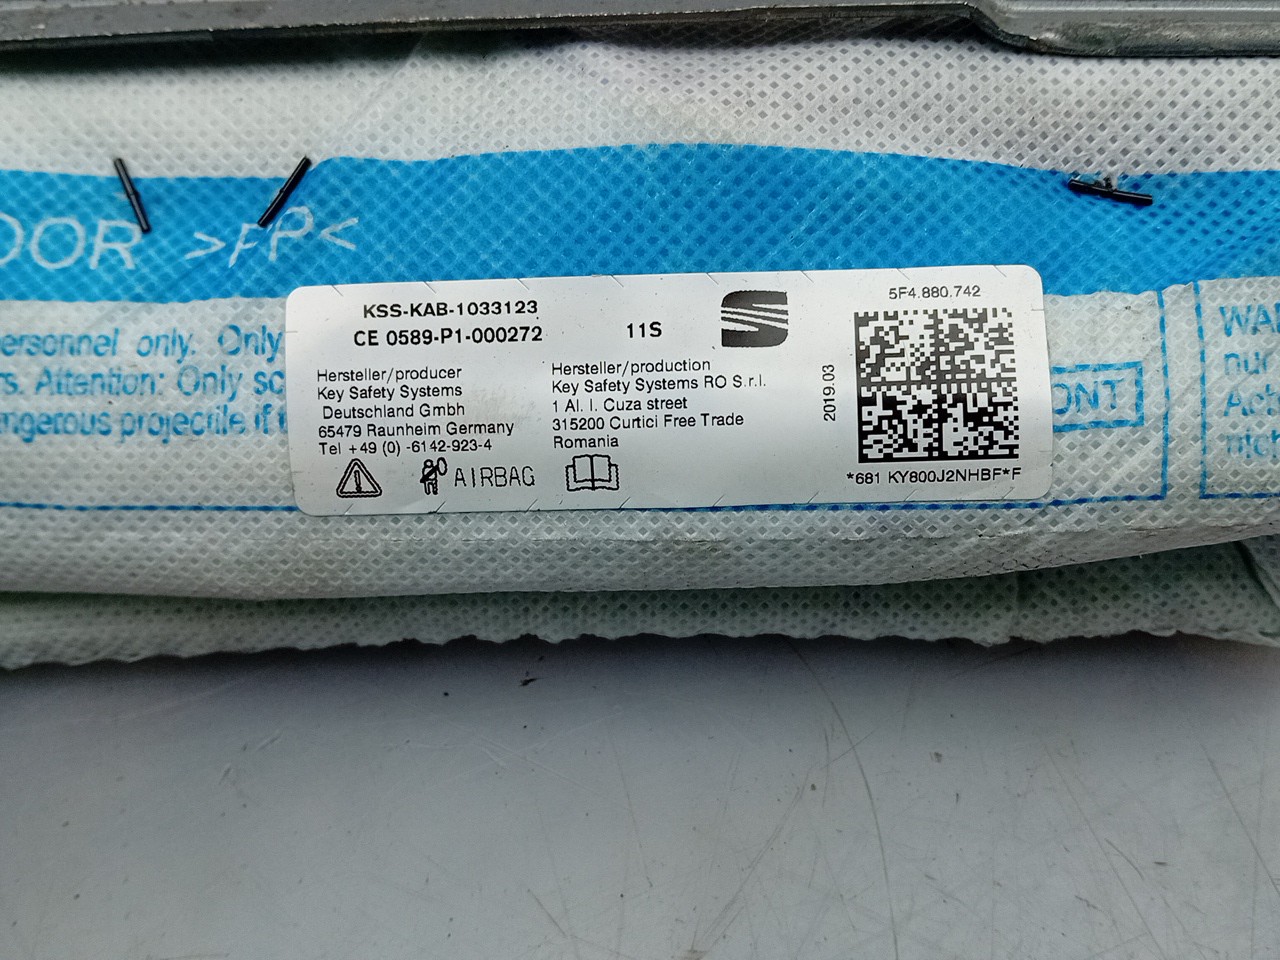 DOOR >FP<
ersonnel only. Only
rs. Attention: Only
ngerous projectile if
KSS-KAB-1033123
CE 0589-P1-000272
11S
Hersteller/producer
Key Safety Systems
Deutschland Gmbh
65479 Raunheim Germany
Tel +49 (0) -6142-923-4
AIRBAG
Hersteller/production
Key Safety Systems RO S.r.l.
1 Al. I. Cuza street
315200 Curtici Free Trade
Romania
2019.03
5F4.880.742
*681 KY800J2NHBF*F
ONT
WA
nur
Ach